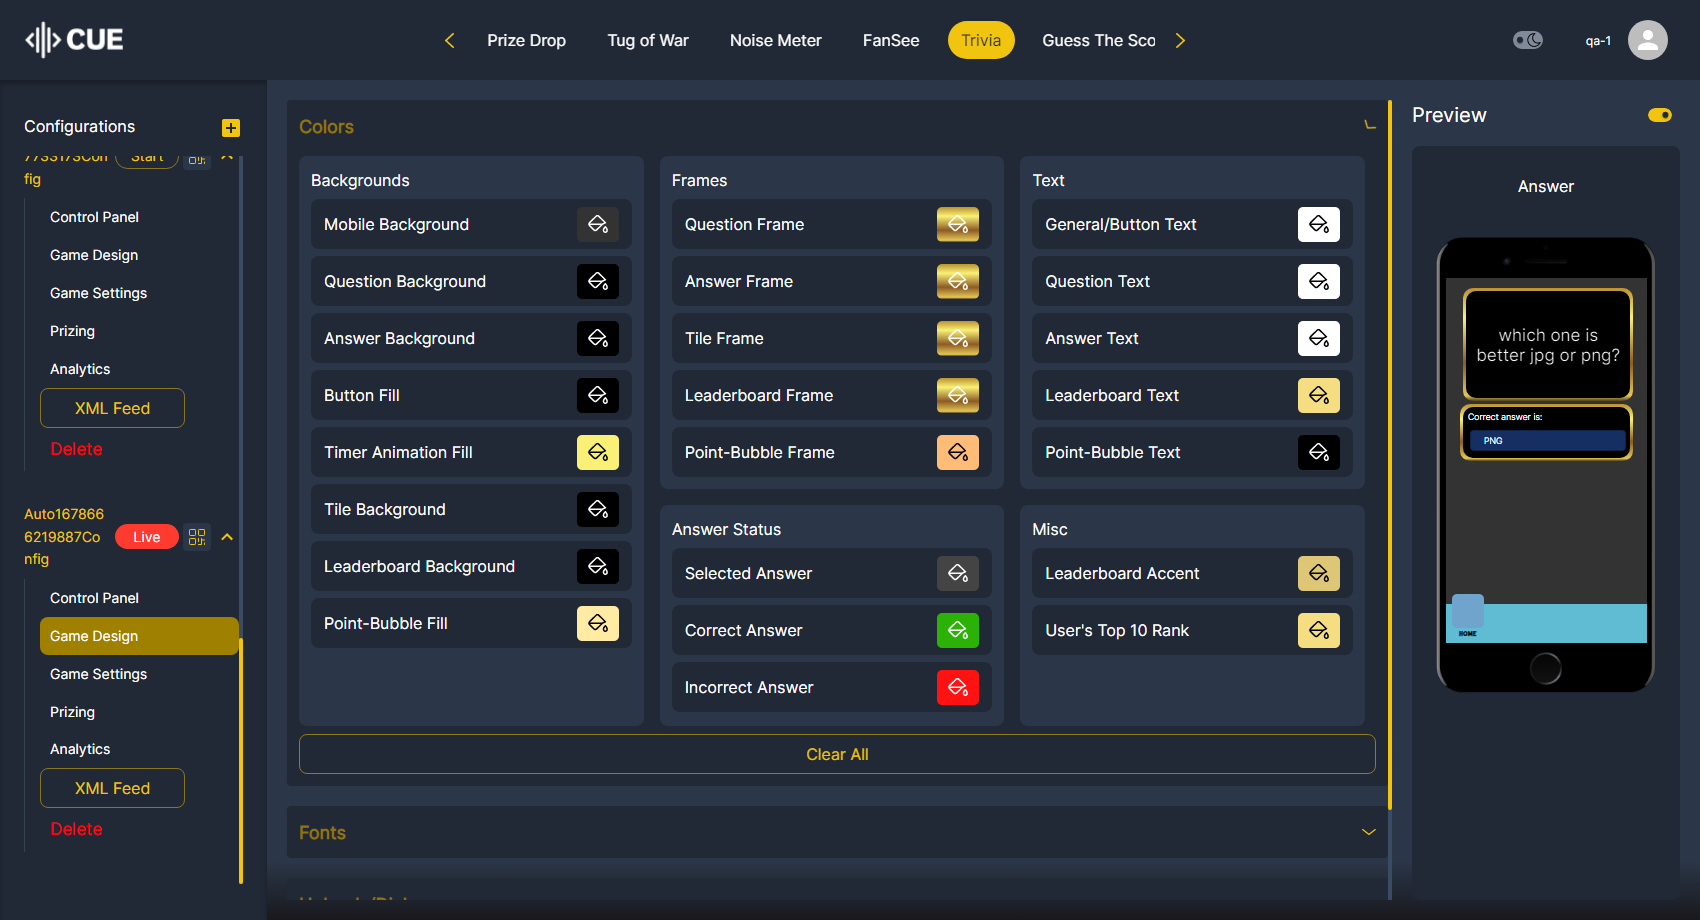 CUE
Prize Drop
Tug of War
Noise Meter
FanSee
Trivia
Guess The Sco
qa-1
Configurations
Start
fig
Control Panel
Game Design
Game Settings
Prizing
Analytics
XML Feed
Delete
Auto167866
6219887Co
nfig
Live
Control Panel
Game Design
Game Settings
Prizing
Analytics
XML Feed
Delete
Colors
Backgrounds
Mobile Background
Question Background
Answer Background
Button Fill
Timer Animation Fill
Tile Background
Leaderboard Background
Point-Bubble Fill
Frames
Question Frame
Answer Frame
Tile Frame
Leaderboard Frame
Point-Bubble Frame
Text
General/Button Text
Question Text
Answer Text
Leaderboard Text
Point-Bubble Text
Answer Status
Selected Answer
Correct Answer
Incorrect Answer
Misc
Leaderboard Accent
User's Top 10 Rank
Clear All
Fonts
Preview
Answer
which one is
better jpg or png?
Correct answer is:
PNG
HOME